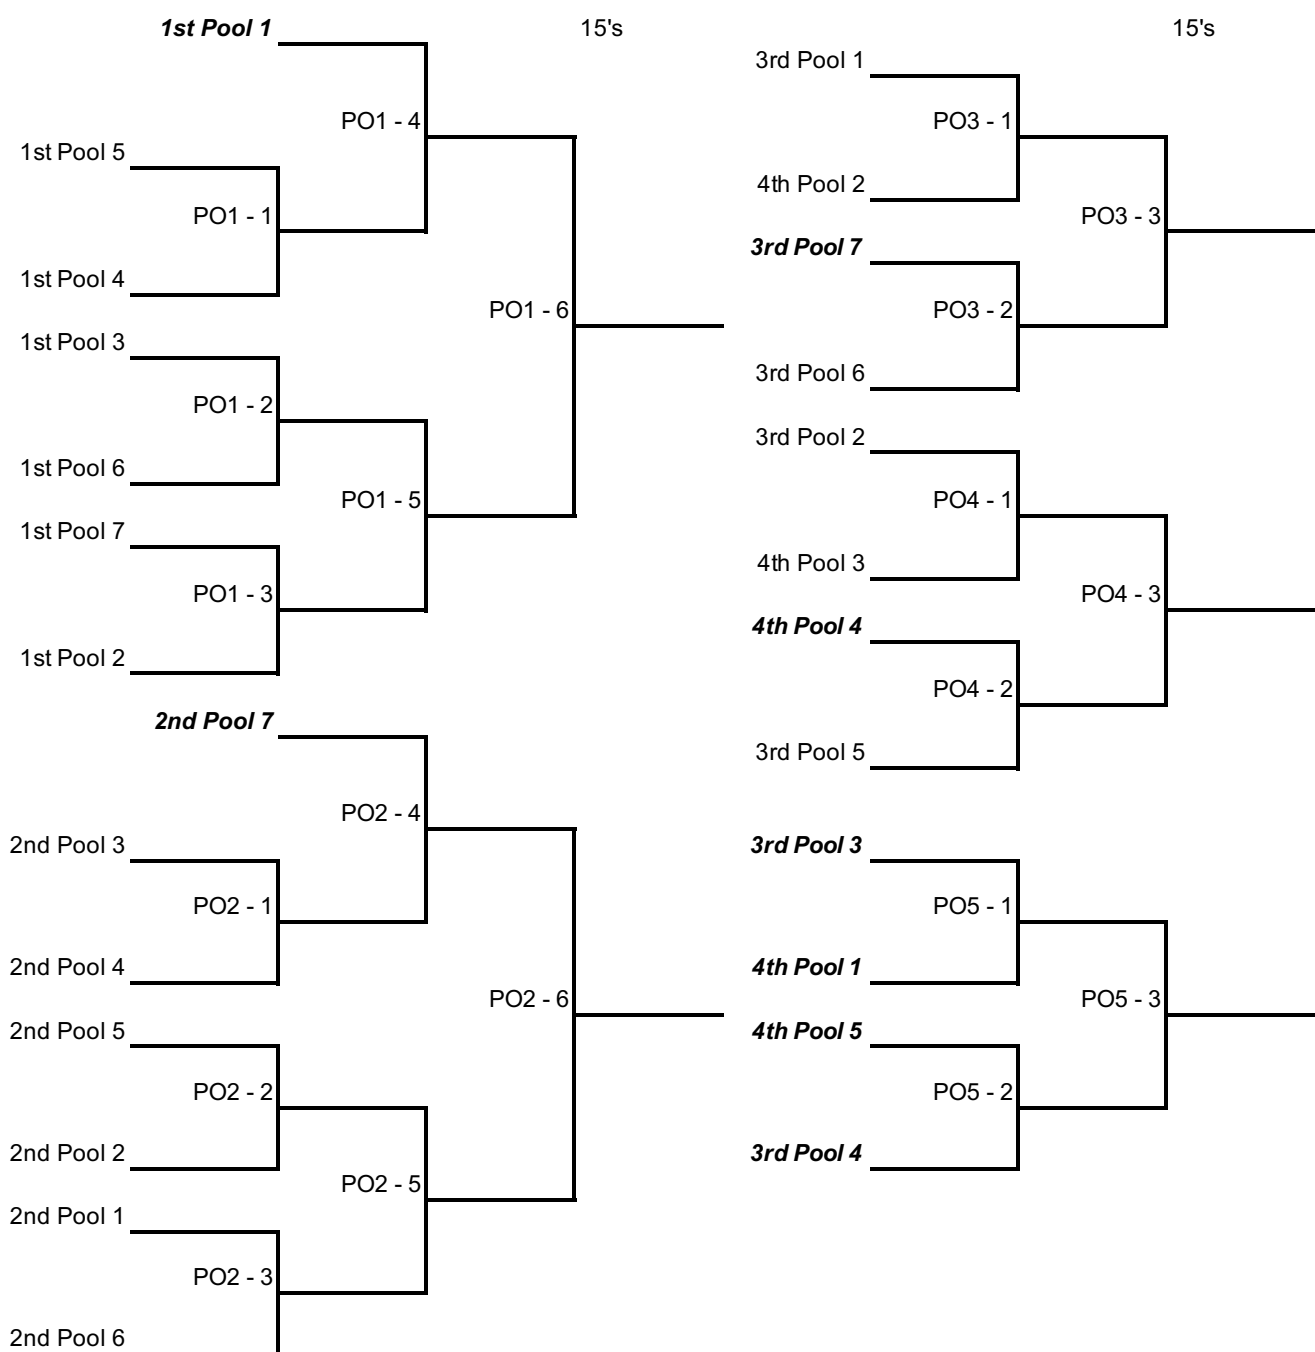 1st Pool 1
15's
PO1 - 4
1st Pool 5
PO1 - 1
1st Pool 4
PO1 - 6
1st Pool 3
PO1 - 2
1st Pool 6
PO1 - 5
1st Pool 7
PO1 - 3
1st Pool 2
2nd Pool 7
PO2 - 4
2nd Pool 3
PO2 - 1
2nd Pool 4
PO2 - 6
2nd Pool 5
PO2 - 2
2nd Pool 2
PO2 - 5
2nd Pool 1
PO2 - 3
2nd Pool 6
15's
3rd Pool 1
PO3 - 1
4th Pool 2
PO3 - 3
3rd Pool 7
PO3 - 2
3rd Pool 6
3rd Pool 2
PO4 - 1
4th Pool 3
PO4 - 3
4th Pool 4
PO4 - 2
3rd Pool 5
3rd Pool 3
PO5 - 1
4th Pool 1
PO5 - 3
4th Pool 5
PO5 - 2
3rd Pool 4